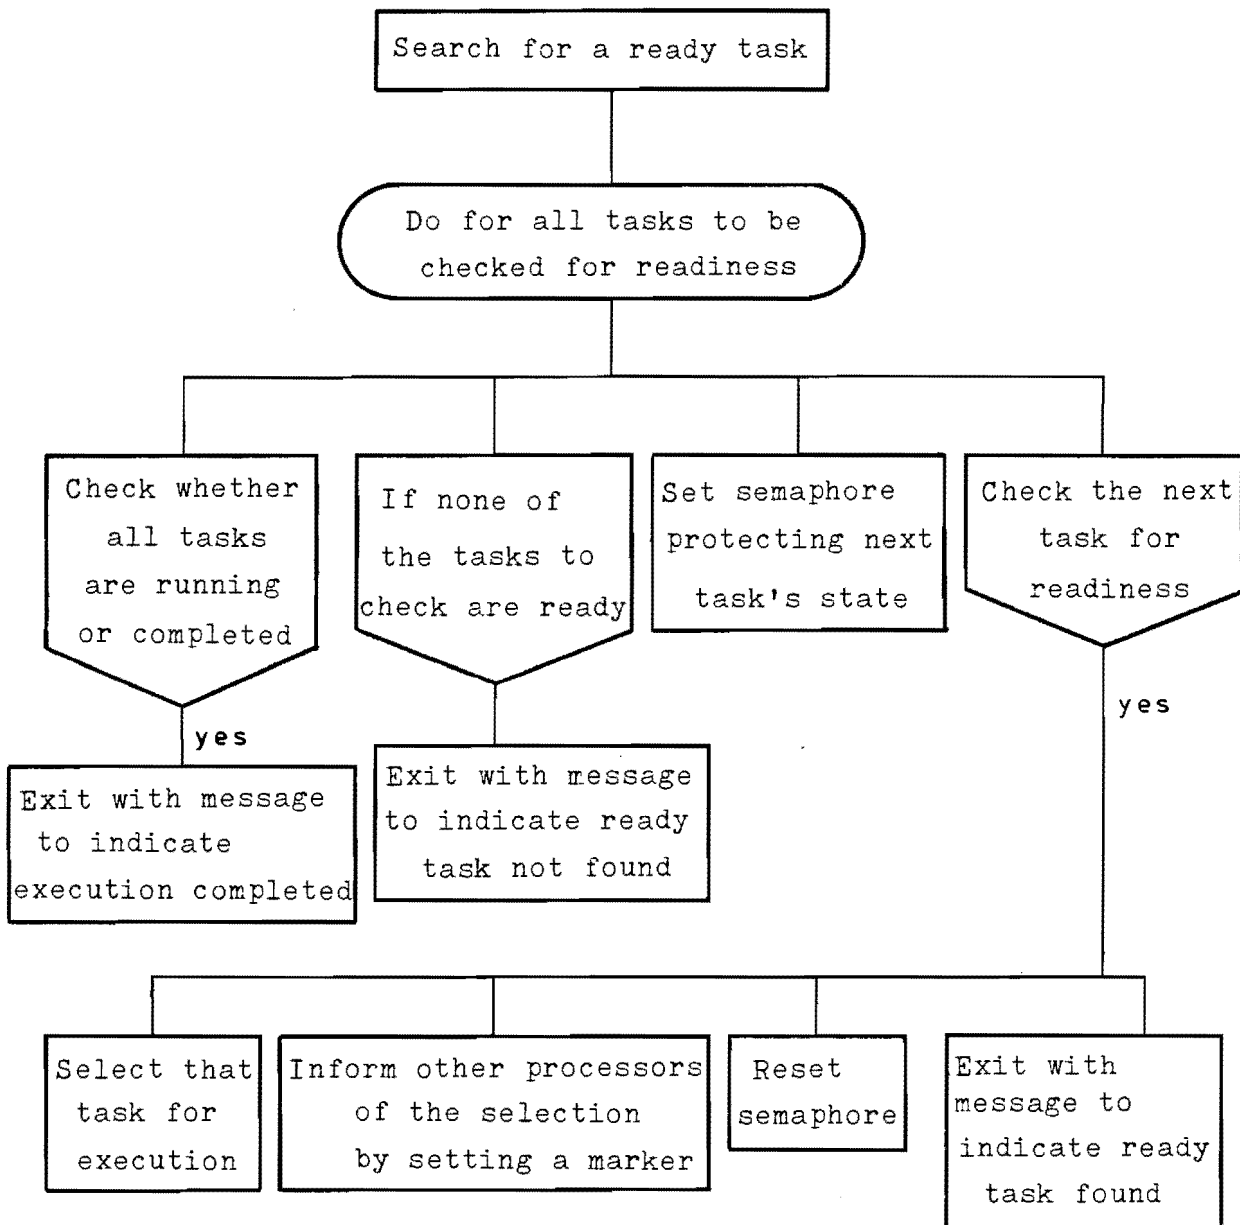 Search for a ready task
Do for all tasks to be
checked for readiness
Check whether
all tasks
are running
or completed
If none of
the tasks to
check are ready
Set semaphore
protecting next
task's state
Check the next
task for
readiness
yes
yes
Exit with message
to indicate
execution completed
Exit with message
to indicate ready
task not found
Select that
task for
execution
Inform other processors
of the selection
by setting a marker
Reset
semaphore
Exit with
message to
indicate ready
task found